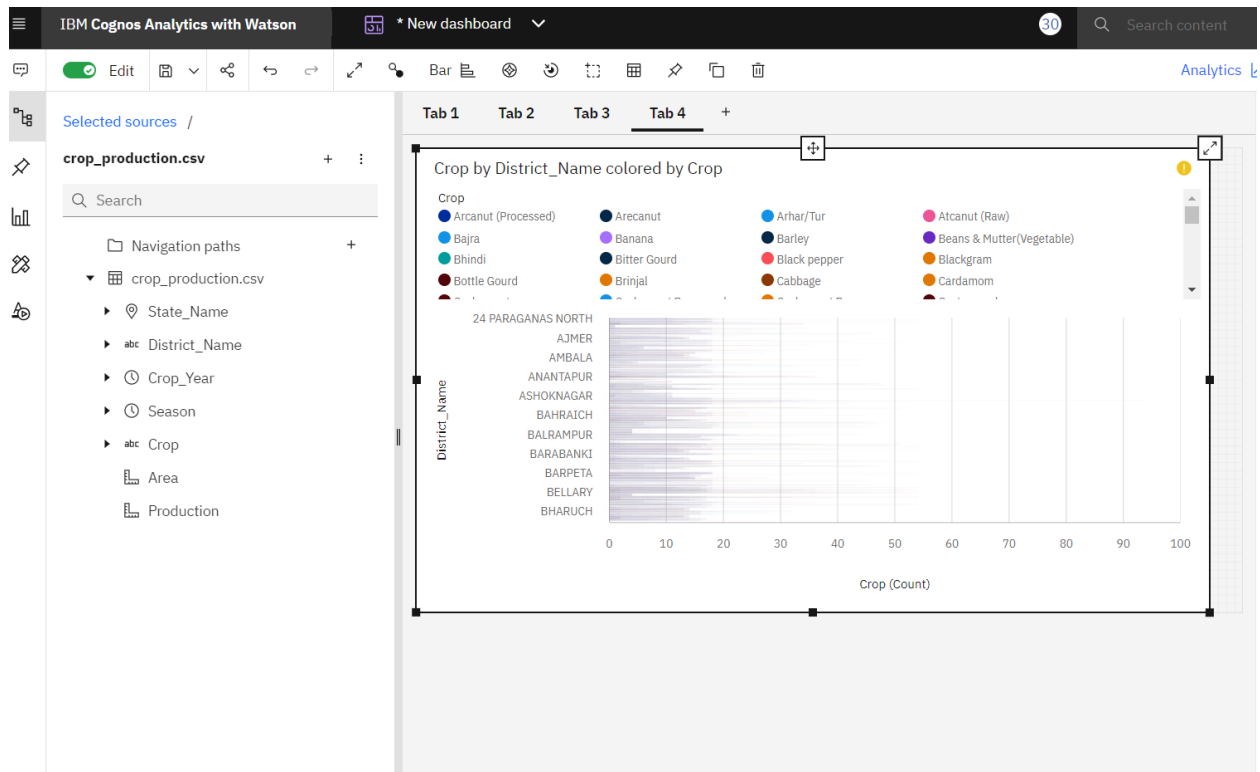 IBM Cognos Analytics with Watson
* New dashboard
30
Search content
Edit
Bar
Analytics
Selected sources /
crop_production.csv
Search
Navigation paths
crop_production.csv
State_Name
abc District_Name
Crop_Year
Season
abc Crop
Area
Production
Tab 1 Tab 2 Tab 3 Tab 4 +
Crop by District_Name colored by Crop
Crop
Arcanut (Processed) Arecanut Arhar/Tur Atcanut (Raw)
Bajra Banana Barley Beans & Mutter(Vegetable)
Bhindi Bitter Gourd Black pepper Blackgram
Bottle Gourd Brinjal Cabbage Cardamom
District_Name
24 PARAGANAS NORTH
AJMER
AMBALA
ANANTAPUR
ASHOKNAGAR
BAHRAICH
BALRAMPUR
BARABANKI
BARPETA
BELLARY
BHARUCH
0 10 20 30 40 50 60 70 80 90 100
Crop (Count)